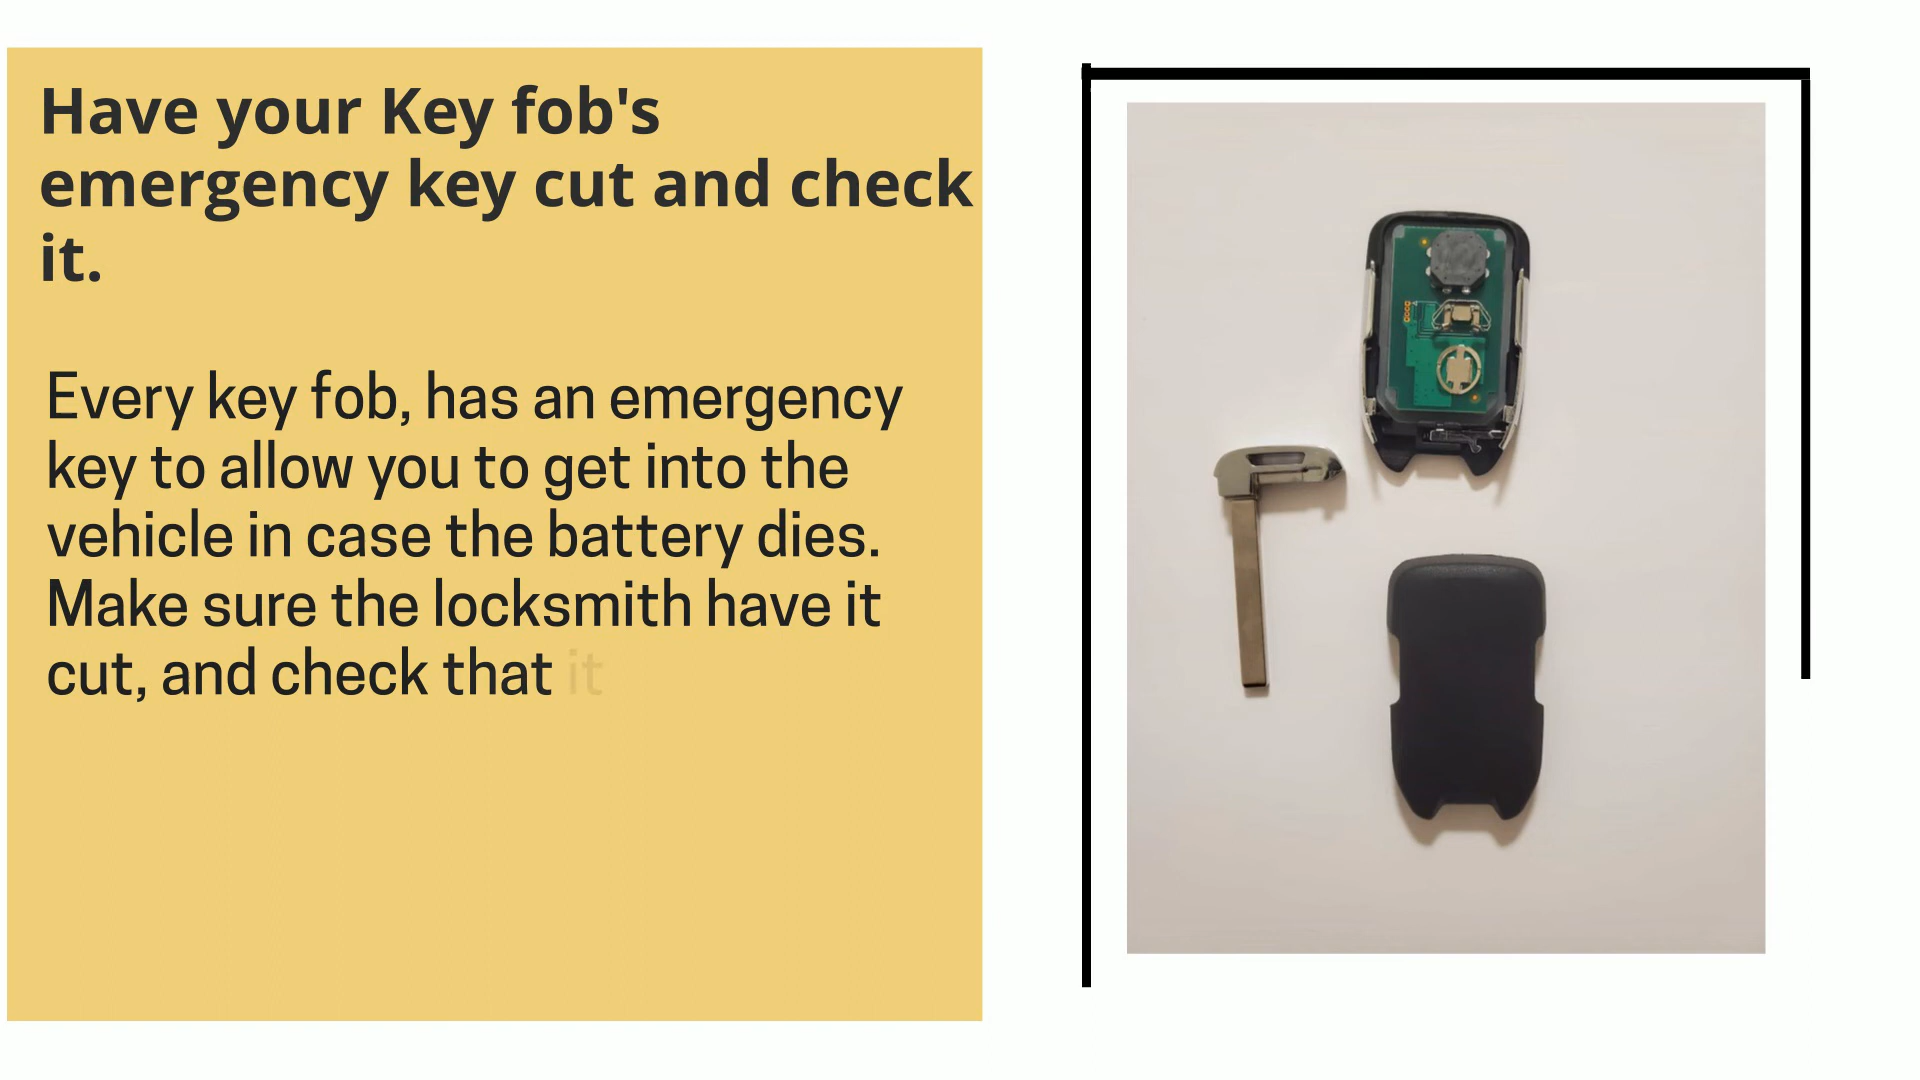 Have your Key fob's
emergency key cut and check
it.
Every key fob, has an emergency
key to allow you to get into the
vehicle in case the battery dies.
Make sure the locksmith have it
cut, and check that it